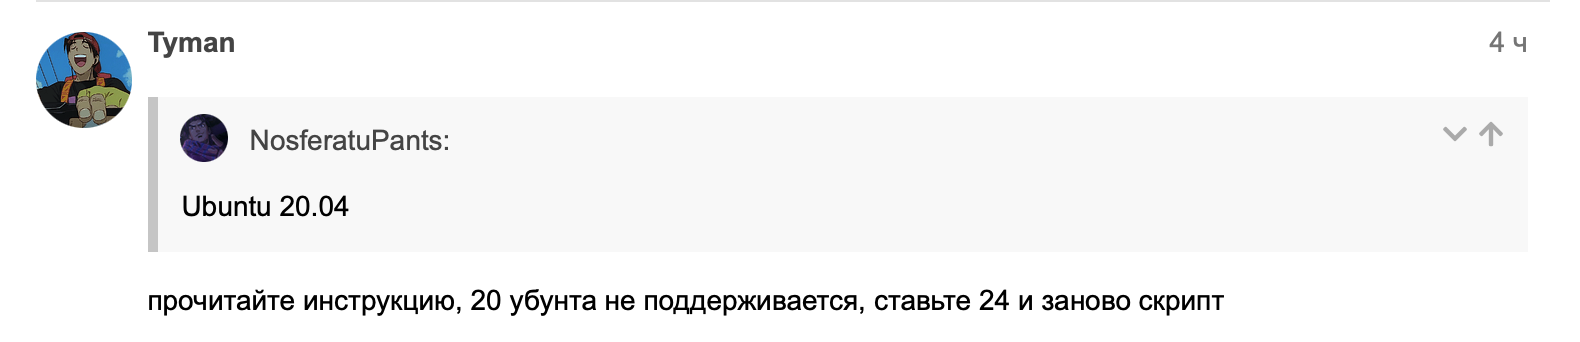 Tyman
4 ч
NosferatuPants:
Ubuntu 20.04
прочитайте инструкцию, 20 убунта не поддерживается, ставьте 24 и заново скрипт